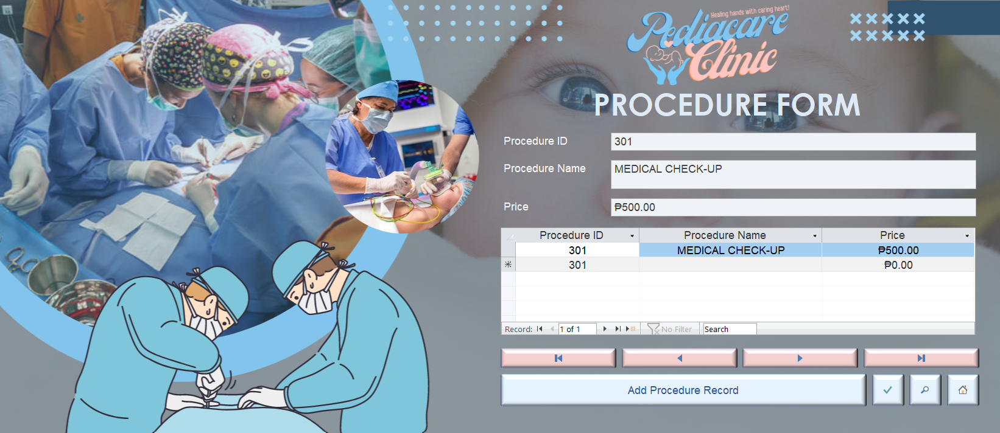 Healing hands with caring heart!
Pediacare
Clinic
PROCEDURE FORM
Procedure ID 301
Procedure Name MEDICAL CHECK-UP
Price ₱500.00
Procedure ID Procedure Name Price
301 MEDICAL CHECK-UP ₱500.00
301 ₱0.00
Record: 1 of 1 No Filter Search
Add Procedure Record